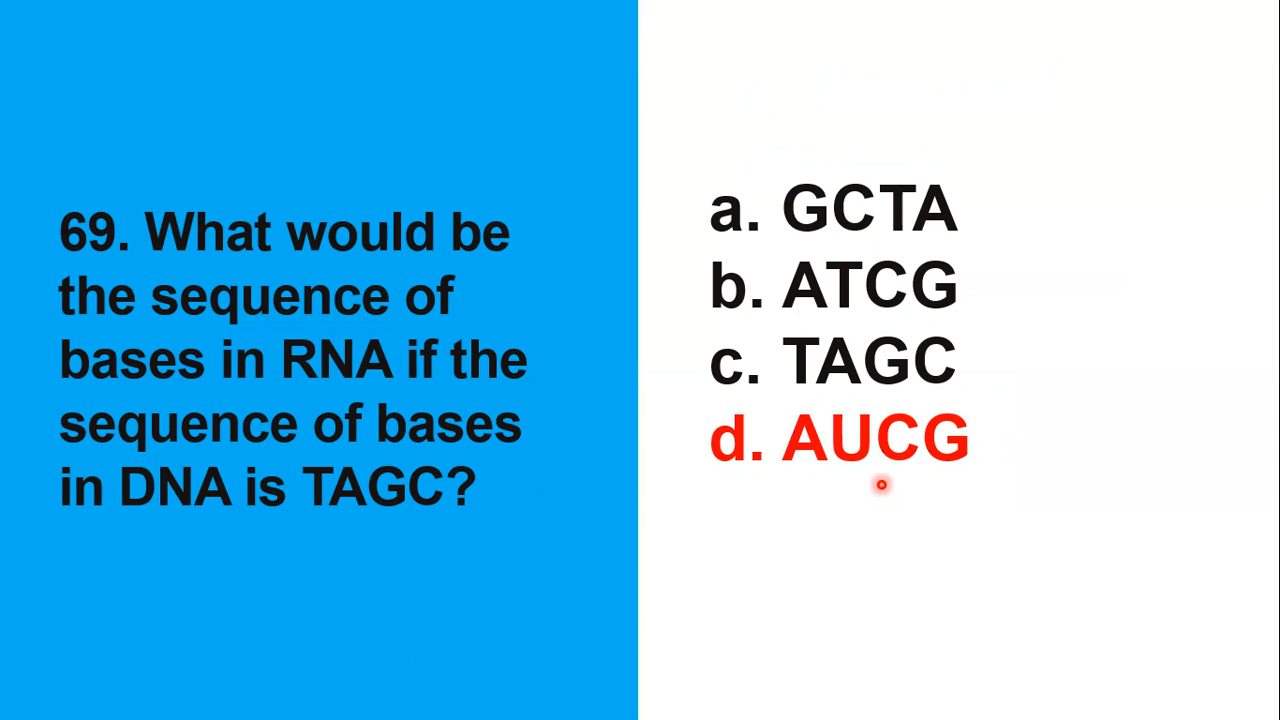 69. What would be
the sequence of
bases in RNA if the
sequence of bases
in DNA is TAGC?
a. GCTA
b. ATCG
c. TAGC
d. AUCG